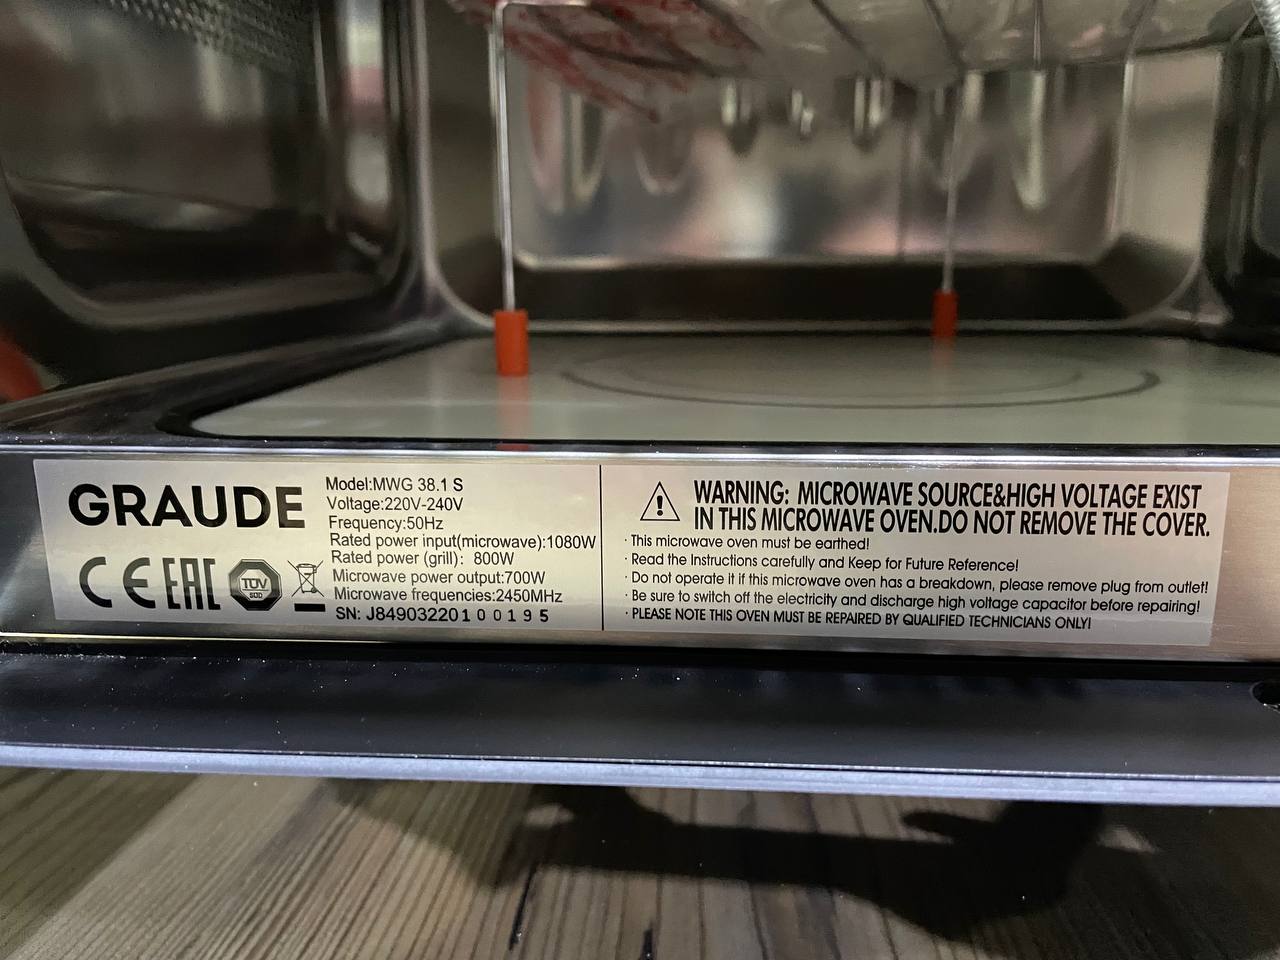 GRAUDE
CE EAC TÜV SÜD
Model:MWG 38.1 S
Voltage:220V-240V
Frequency:50Hz
Rated power input(microwave):1080W
Rated power (grill): 800W
Microwave power output:700W
Microwave frequencies:2450MHz
SN: J849032201 0 0 1 9 5
WARNING: MICROWAVE SOURCE&HIGH VOLTAGE EXIST
IN THIS MICROWAVE OVEN.DO NOT REMOVE THE COVER.
· This microwave oven must be earthed!
· Read the Instructions carefully and Keep for Future Reference!
· Do not operate it if this microwave oven has a breakdown, please remove plug from outlet!
· Be sure to switch off the electricity and discharge high voltage capacitor before repairing!
· PLEASE NOTE THIS OVEN MUST BE REPAIRED BY QUALIFIED TECHNICIANS ONLY!